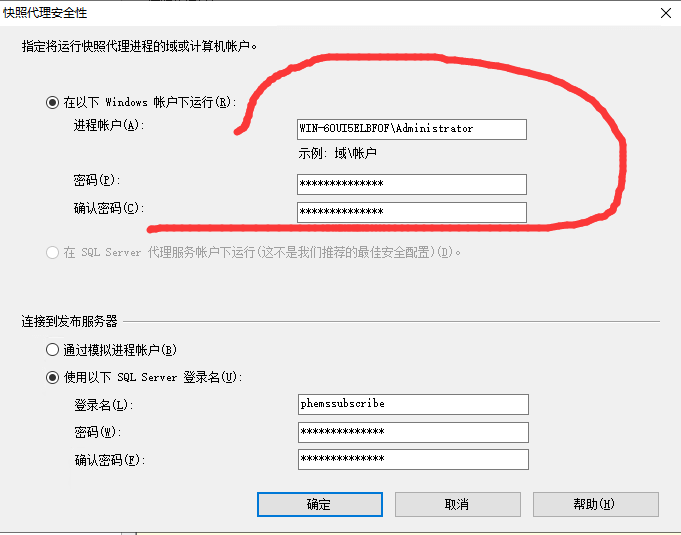 快照代理安全性
指定将运行快照代理进程的域或计算机帐户。
在以下 Windows 帐户下运行(R):
进程帐户(A):
WIN-6OUI5ELBFOF\Administrator
示例: 域\帐户
密码(P):
**************
确认密码(C):
**************
在 SQL Server 代理服务帐户下运行(这不是我们推荐的最佳安全配置)(D)。
连接到发布服务器
通过模拟进程帐户(B)
使用以下 SQL Server 登录名(U):
登录名(L):
phemssubscribe
密码(W):
**************
确认密码(F):
**************
确定
取消
帮助(H)